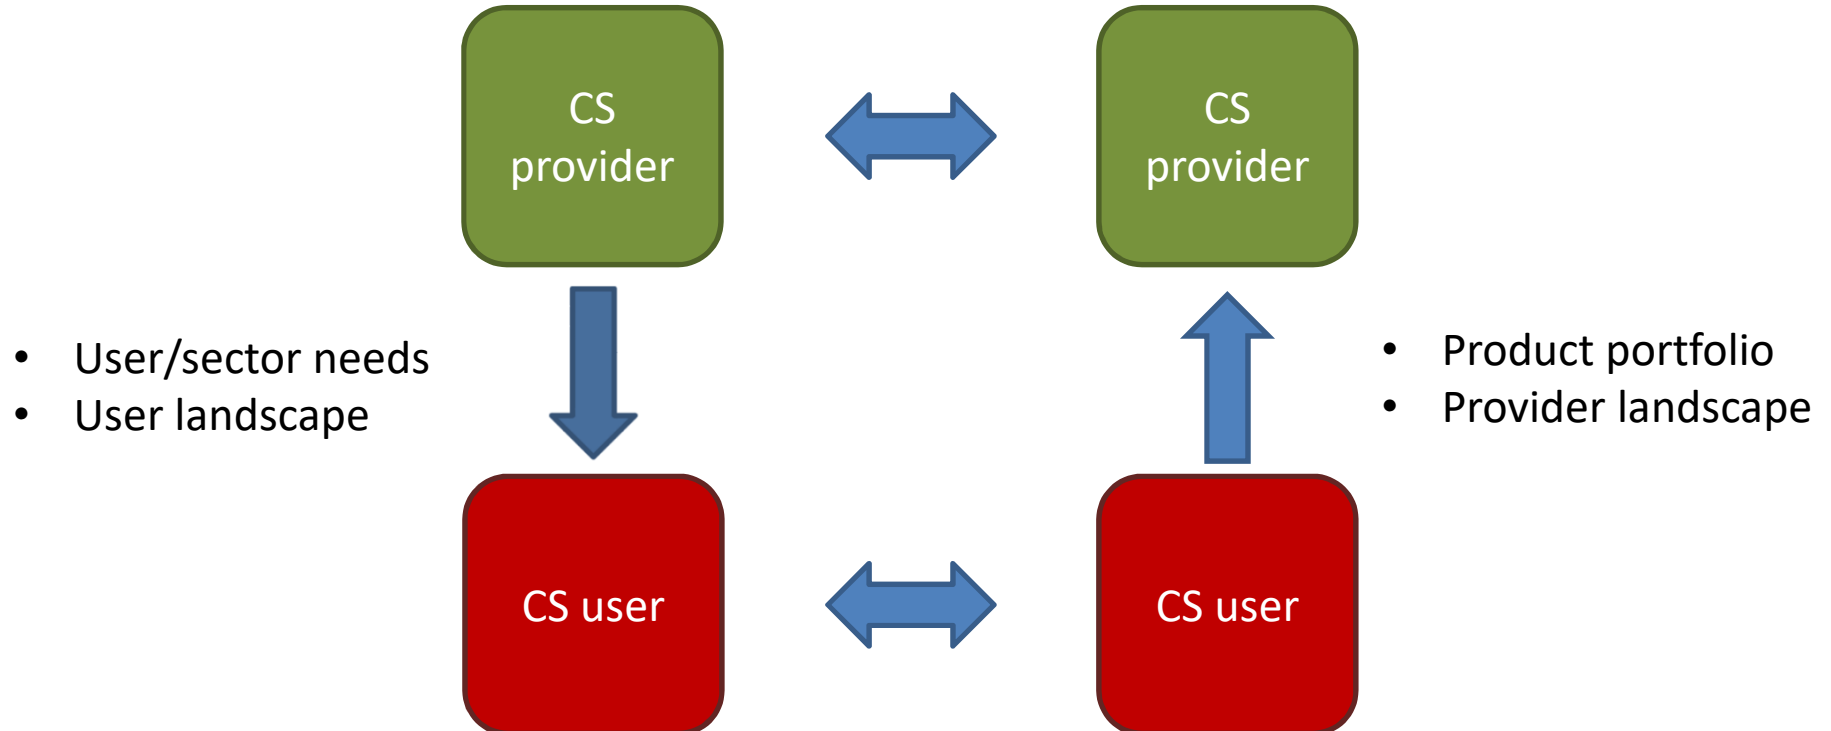 CS
provider
CS
provider
• User/sector needs
• User landscape
• Product portfolio
• Provider landscape
CS user
CS user